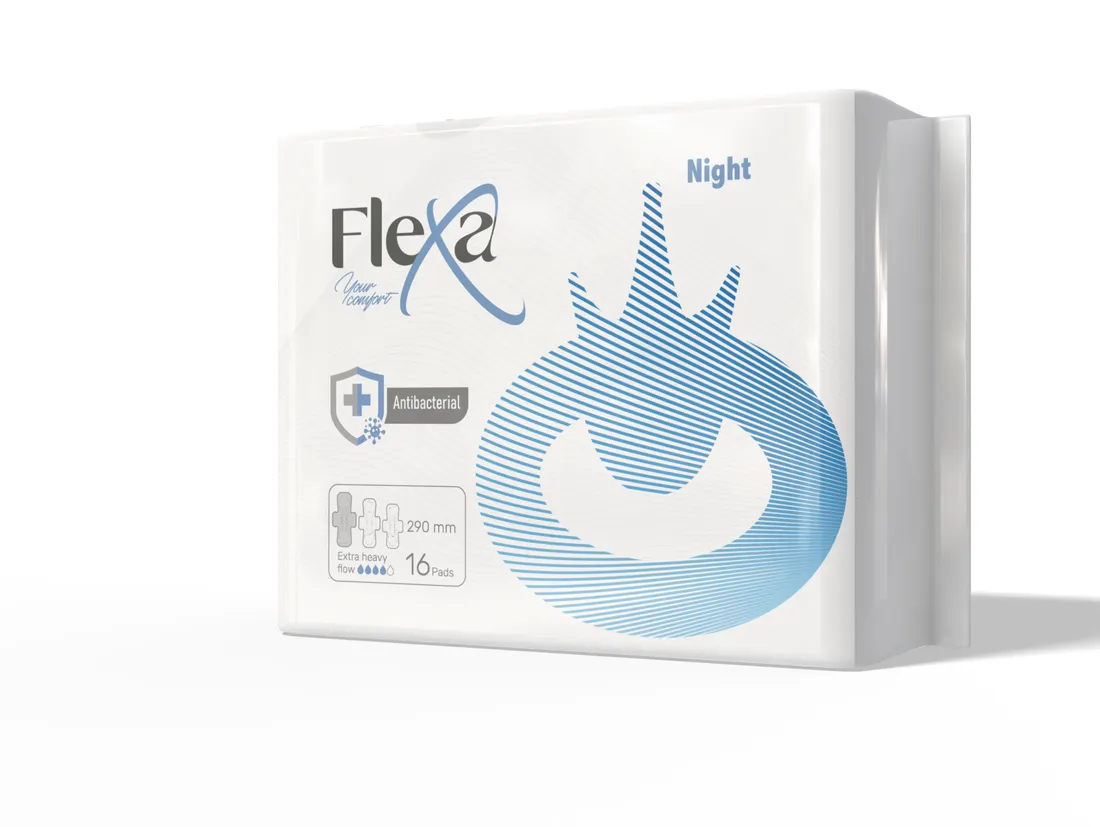 Night
Flexa
Your
comfort
Antibacterial
290 mm
Extra heavy
flow
16 Pads